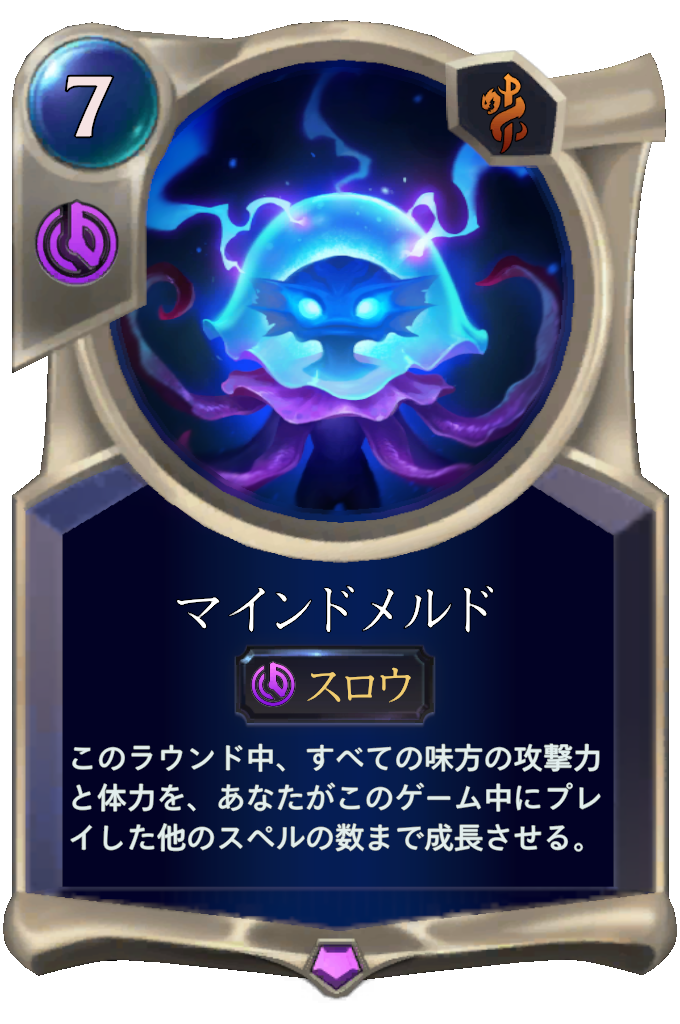 7
マインドメルド
スロウ
このラウンド中、すべての味方の攻撃力
と体力を、あなたがこのゲーム中にプレ
イした他のスペルの数まで成長させる。